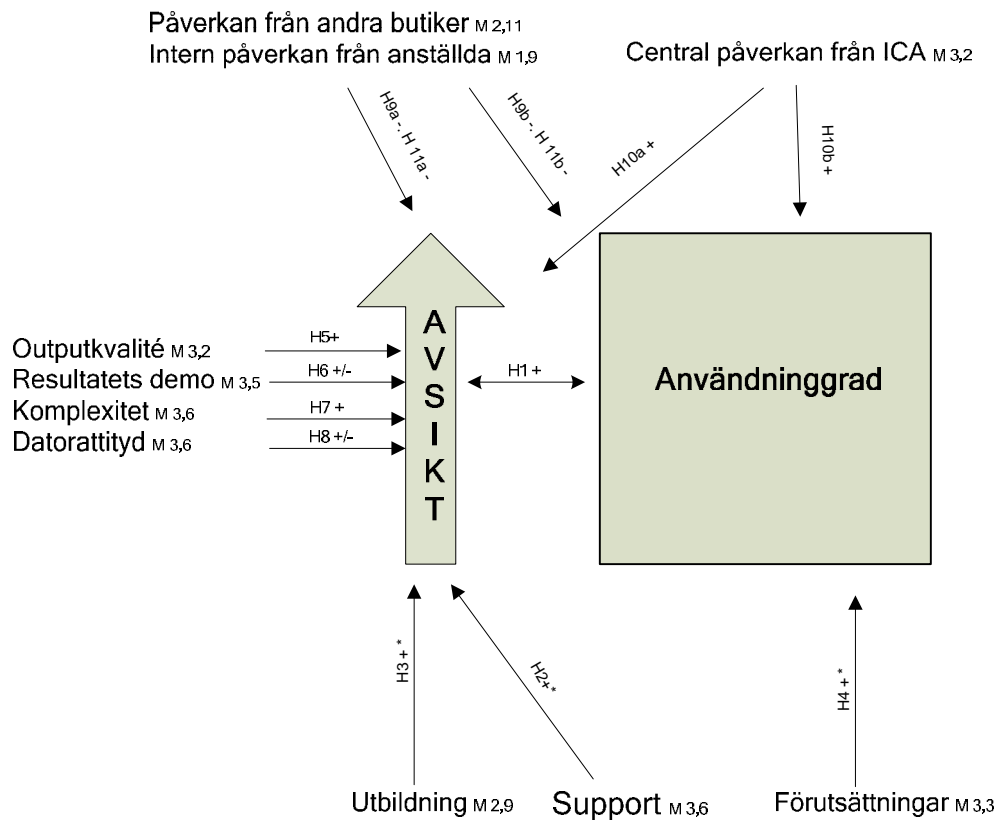 Påverkan från andra butiker M 2,11
Intern påverkan från anställda M 1,9
Central påverkan från ICA M 3,2
H9a -. H 11a -
H9b -. H 11b -
H10a +
H10b +
Outputkvalité M 3,2
Resultatets demo M 3,5
Komplexitet M 3,6
Datorattityd M 3,6
H5+
H6 +/-
H7 +
H8 +/-
AVSIKT
H1 +
Användninggrad
H3 + *
H2+*
H4 + *
Utbildning M 2,9
Support M 3,6
Förutsättningar M 3,3